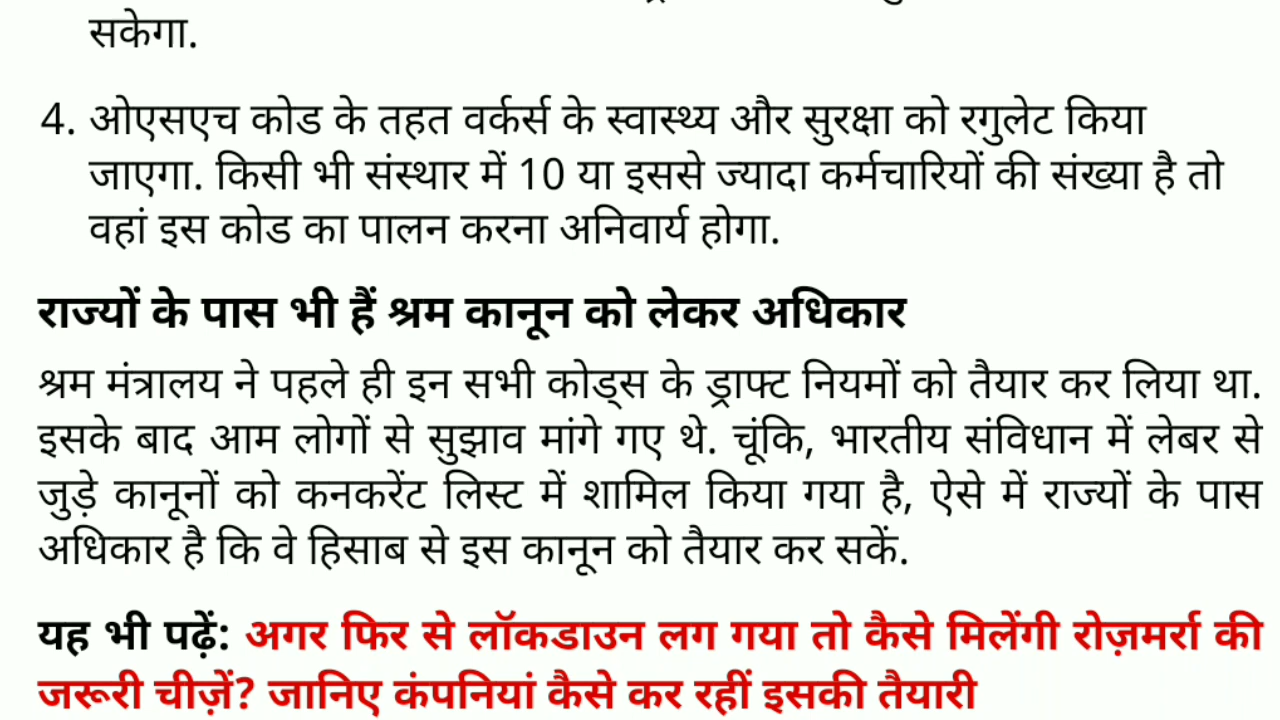 सकेगा.
4. ओएसएच कोड के तहत वर्कर्स के स्वास्थ्य और सुरक्षा को रगुलेट किया
जाएगा. किसी भी संस्थार में 10 या इससे ज्यादा कर्मचारियों की संख्या है तो
वहां इस कोड का पालन करना अनिवार्य होगा.
राज्यों के पास भी हैं श्रम कानून को लेकर अधिकार
श्रम मंत्रालय ने पहले ही इन सभी कोड्स के ड्राफ्ट नियमों को तैयार कर लिया था.
इसके बाद आम लोगों से सुझाव मांगे गए थे. चूंकि, भारतीय संविधान में लेबर से
जुड़े कानूनों को कनकरेंट लिस्ट में शामिल किया गया है, ऐसे में राज्यों के पास
अधिकार है कि वे हिसाब से इस कानून को तैयार कर सकें.
यह भी पढ़ें: अगर फिर से लॉकडाउन लग गया तो कैसे मिलेंगी रोज़मर्रा की
जरूरी चीज़ें? जानिए कंपनियां कैसे कर रहीं इसकी तैयारी